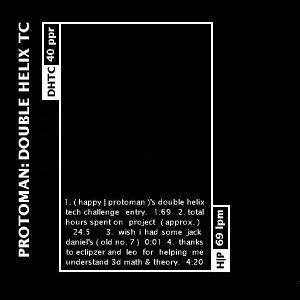 PROTOMAN: DOUBLE HELIX TC
DHTC 40 ppr
1. ( happy | protoman )'s double helix
tech challenge entry. 1:69 2. total
hours spent on project ( approx. )
24.5 3. wish i had some jack
daniel's ( old no. 7 ) 0:01 4. thanks
to eclipzer and leo for helping me
understand 3d math & theory. 4:20
H|P 69 lpm